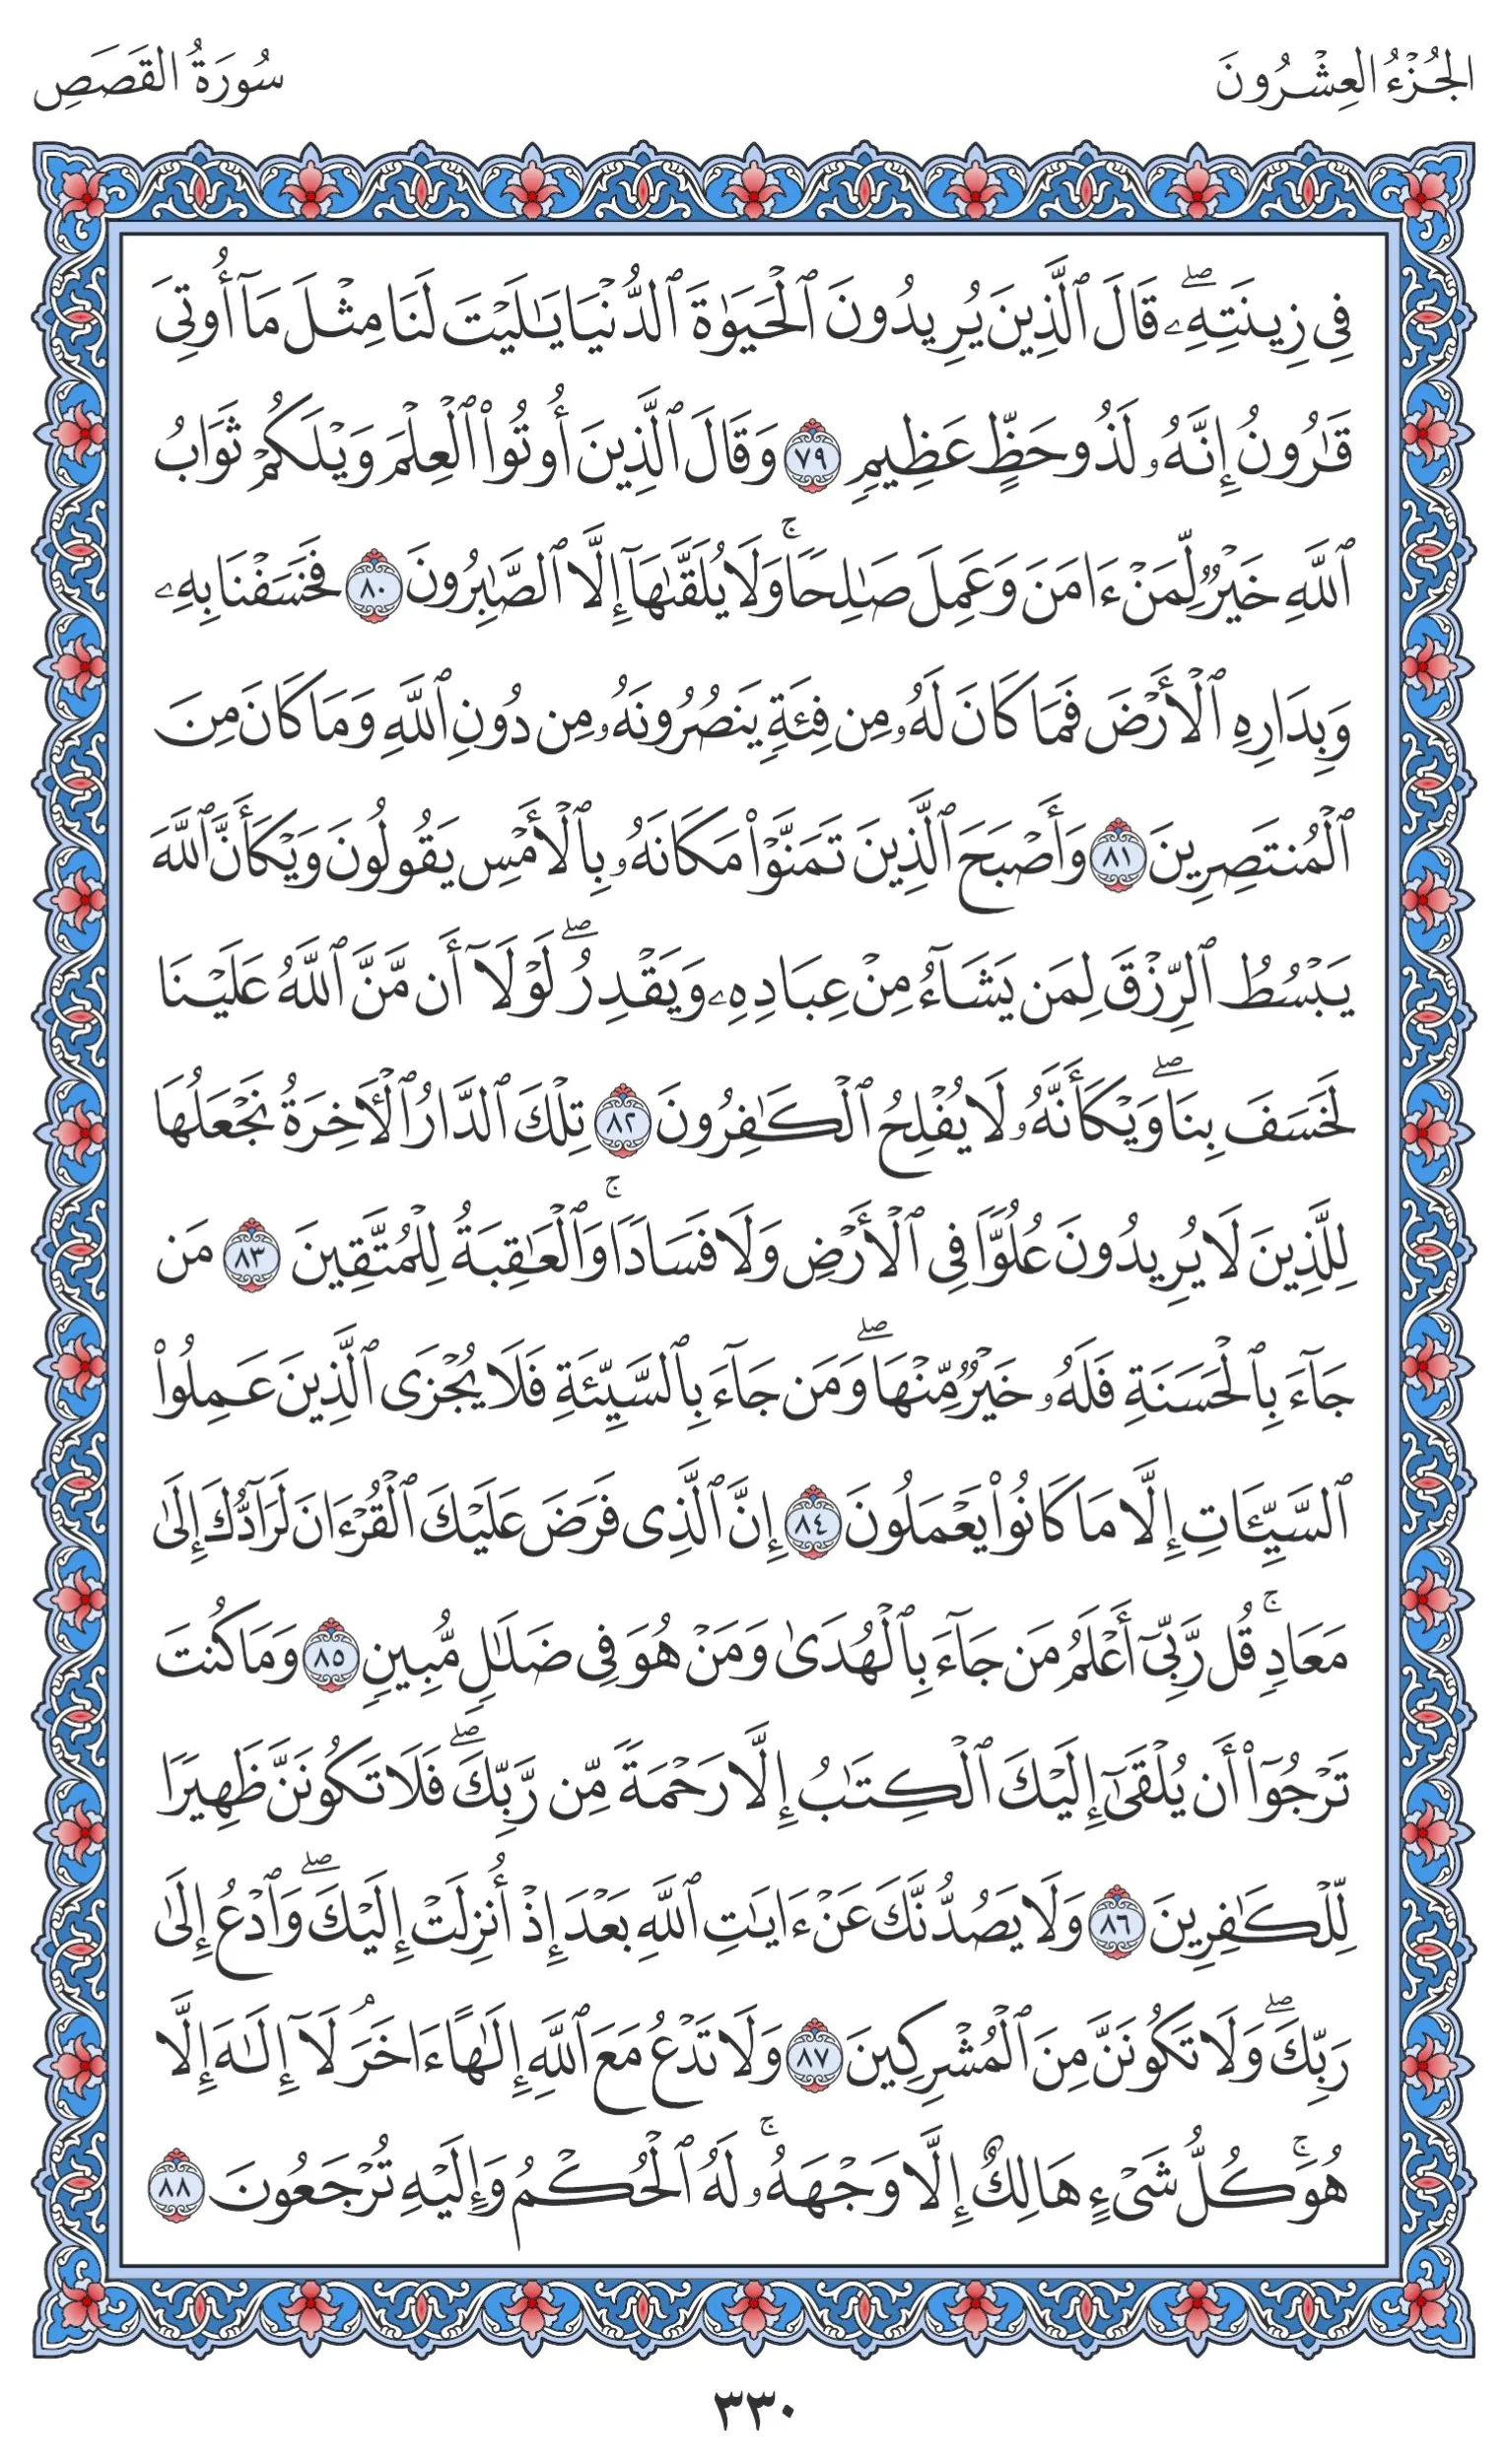 الجُزْءُ العِشْرُونَ
سُورَةُ القَصَصِ
فِى زِينَتِهِۦۖ قَالَ ٱلَّذِينَ يُرِيدُونَ ٱلْحَيَوٰةَ ٱلدُّنْيَا يَٰلَيْتَ لَنَا مِثْلَ مَآ أُوتِىَ
قَٰرُونُ إِنَّهُۥ لَذُو حَظٍّ عَظِيمٍ ٧٩ وَقَالَ ٱلَّذِينَ أُوتُوا۟ ٱلْعِلْمَ وَيْلَكُمْ ثَوَابُ
ٱللَّهِ خَيْرٌ لِّمَنْ ءَامَنَ وَعَمِلَ صَٰلِحًاۚ وَلَا يُلَقَّىٰهَآ إِلَّا ٱلصَّٰبِرُونَ ٨٠ فَخَسَفْنَا بِهِۦ
وَبِدَارِهِ ٱلْأَرْضَ فَمَا كَانَ لَهُۥ مِن فِئَةٍ يَنصُرُونَهُۥ مِن دُونِ ٱللَّهِ وَمَا كَانَ مِنَ
ٱلْمُنتَصِرِينَ ٨١ وَأَصْبَحَ ٱلَّذِينَ تَمَنَّوْا۟ مَكَانَهُۥ بِٱلْأَمْسِ يَقُولُونَ وَيْكَأَنَّ ٱللَّهَ
يَبْسُطُ ٱلرِّزْقَ لِمَن يَشَآءُ مِنْ عِبَادِهِۦ وَيَقْدِرُۖ لَوْلَآ أَن مَّنَّ ٱللَّهُ عَلَيْنَا
لَخَسَفَ بِنَاۖ وَيْكَأَنَّهُۥ لَا يُفْلِحُ ٱلْكَٰفِرُونَ ٨٢ تِلْكَ ٱلدَّارُ ٱلْءَاخِرَةُ نَجْعَلُهَا
لِلَّذِينَ لَا يُرِيدُونَ عُلُوًّا فِى ٱلْأَرْضِ وَلَا فَسَادًاۚ وَٱلْعَٰقِبَةُ لِلْمُتَّقِينَ ٨٣ مَن
جَآءَ بِٱلْحَسَنَةِ فَلَهُۥ خَيْرٌ مِّنْهَاۖ وَمَن جَآءَ بِٱلسَّيِّئَةِ فَلَا يُجْزَى ٱلَّذِينَ عَمِلُوا۟
ٱلسَّيِّـَٔاتِ إِلَّا مَا كَانُوا۟ يَعْمَلُونَ ٨٤ إِنَّ ٱلَّذِى فَرَضَ عَلَيْكَ ٱلْقُرْءَانَ لَرَآدُّكَ إِلَىٰ
مَعَادٍۚ قُل رَّبِّىٓ أَعْلَمُ مَن جَآءَ بِٱلْهُدَىٰ وَمَنْ هُوَ فِى ضَلَٰلٍ مُّبِينٍ ٨٥ وَمَا كُنتَ
تَرْجُوٓا۟ أَن يُلْقَىٰٓ إِلَيْكَ ٱلْكِتَٰبُ إِلَّا رَحْمَةً مِّن رَّبِّكَۖ فَلَا تَكُونَنَّ ظَهِيرًا
لِّلْكَٰفِرِينَ ٨٦ وَلَا يَصُدُّنَّكَ عَنْ ءَايَٰتِ ٱللَّهِ بَعْدَ إِذْ أُنزِلَتْ إِلَيْكَۖ وَٱدْعُ إِلَىٰ
رَبِّكَۖ وَلَا تَكُونَنَّ مِنَ ٱلْمُشْرِكِينَ ٨٧ وَلَا تَدْعُ مَعَ ٱللَّهِ إِلَٰهًا ءَاخَرَۘ لَآ إِلَٰهَ إِلَّا
هُوَۚ كُلُّ شَىْءٍ هَالِكٌ إِلَّا وَجْهَهُۥۚ لَهُ ٱلْحُكْمُ وَإِلَيْهِ تُرْجَعُونَ ٨٨
٣٣٠